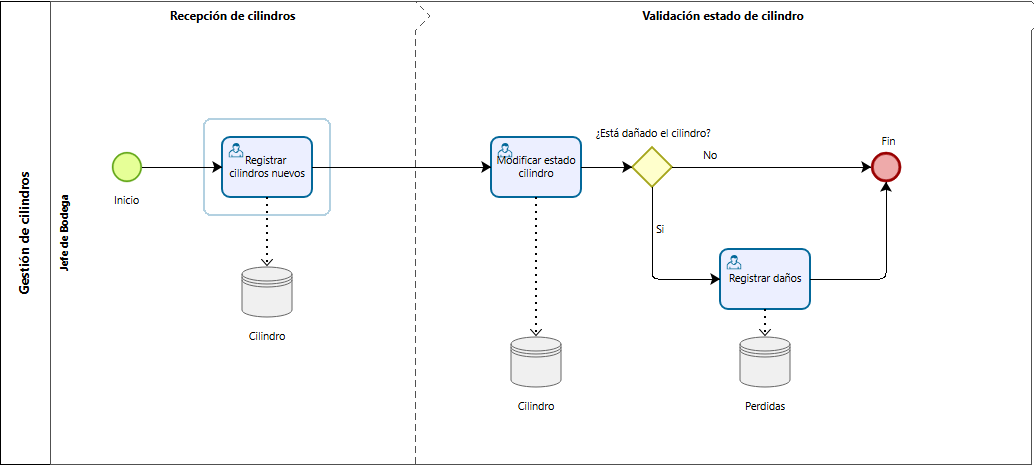 Recepción de cilindros
Validación estado de cilindro
Gestión de cilindros
Jefe de Bodega
Inicio
Registrar
cilindros nuevos
Cilindro
Modificar estado
cilindro
Cilindro
¿Está dañado el cilindro?
No
Si
Registrar daños
Perdidas
Fin